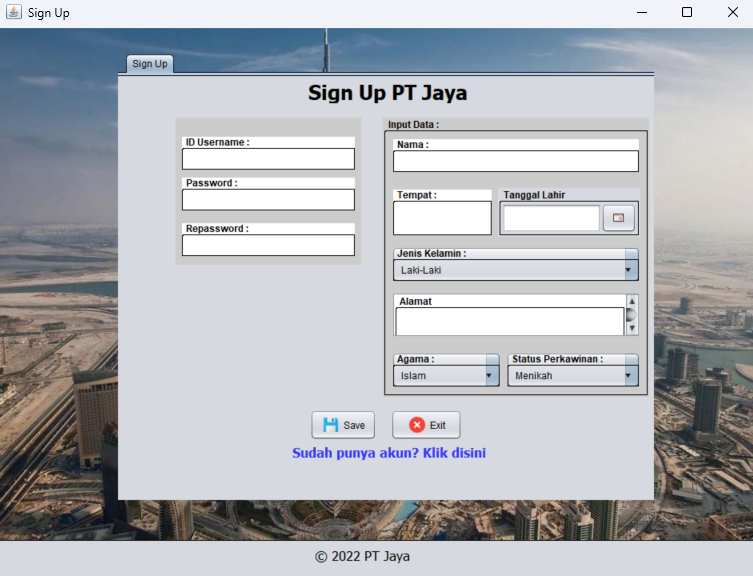 Sign Up
Sign Up
Sign Up PT Jaya
ID Username :
Password :
Repassword :
Input Data :
Nama :
Tempat :
Tanggal Lahir
Jenis Kelamin :
Laki-Laki
Alamat
Agama :
Status Perkawinan :
Islam
Menikah
Save
Exit
Sudah punya akun? Klik disini
© 2022 PT Jaya